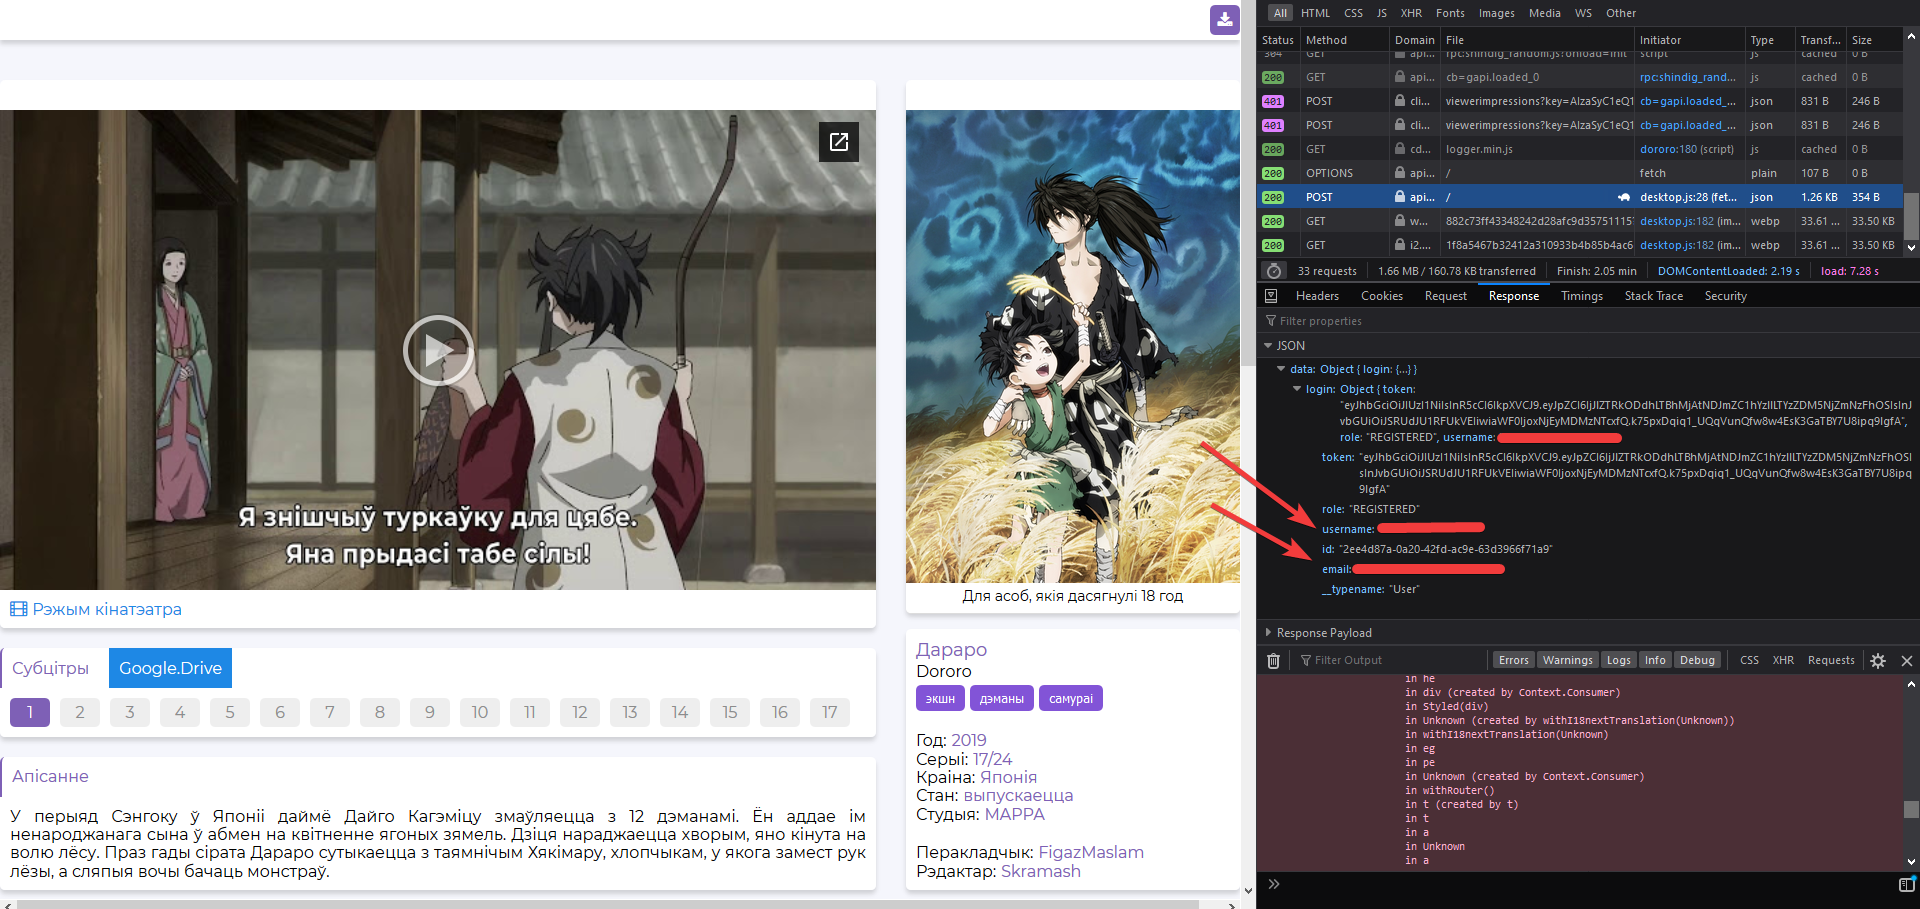 Я знішчыў туркаўку для цябе.
Яна прыдасі табе сілы!
Рэжым кінатэатра
Субцітры
Google.Drive
1 2 3 4 5 6 7 8 9 10 11 12 13 14 15 16 17
Апісанне
У перыяд Сэнгоку ў Японіі даймё Дайго Кагэміцу змаўляецца з 12 дэманамі. Ён аддае ім
ненароджанага сына ў абмен на квітненне ягоных зямель. Дзіця нараджаецца хворым, яно кінута на
волю лёсу. Праз гады сірата Дараро сутыкаецца з таямнічым Хякімару, хлопчыкам, у якога замест рук
лёзы, а сляпыя вочы бачаць монстраў.
Для асоб, якія дасягнулі 18 год
Дараро
Dororo
экшн дэманы самураі
Год: 2019
Серыі: 17/24
Краіна: Японія
Стан: выпускаецца
Студыя: MAPPA
Перакладчык: FigazMaslam
Рэдактар: Skramash
All HTML CSS JS XHR Fonts Images Media WS Other
Status Method Domain File Initiator Type Transf... Size
304 GET api... rpc:shindig_random.js?onload=init script js cached 0 B
200 GET api... cb=gapi.loaded_0 rpc:shindig_rand... js cached 0 B
401 POST cli... viewerimpressions?key=AIzaSyC1eQ1 cb=gapi.loaded_... json 831 B 246 B
401 POST cli... viewerimpressions?key=AIzaSyC1eQ1 cb=gapi.loaded_... json 831 B 246 B
200 GET cd... logger.min.js dororo:180 (script) js cached 0 B
200 OPTIONS api... / fetch plain 107 B 0 B
200 POST api... / desktop.js:28 (fet... json 1.26 KB 354 B
200 GET w... desktop.js:182 (im... webp 33.61 ... 33.50 KB
200 GET i2.... desktop.js:182 (im... webp 33.61 ... 33.50 KB
33 requests 1.66 MB / 160.78 KB transferred Finish: 2.05 min DOMContentLoaded: 2.19 s load: 7.28 s
Headers Cookies Request Response Timings Stack Trace Security
Filter properties
JSON
data: Object { login: {…} }
login: Object { token:
role: "REGISTERED", username:
token:
role: "REGISTERED"
username:
id: "2ee4d87a-0a20-42fd-ac9e-63d3966f71a9"
email:
__typename: "User"
Response Payload
Filter Output Errors Warnings Logs Info Debug CSS XHR Requests
in he
in div (created by Context.Consumer)
in Styled(div)
in Unknown (created by withI18nextTranslation(Unknown))
in withI18nextTranslation(Unknown)
in eg
in pe
in Unknown (created by Context.Consumer)
in withRouter()
in t (created by t)
in t
in a
in Unknown
in a